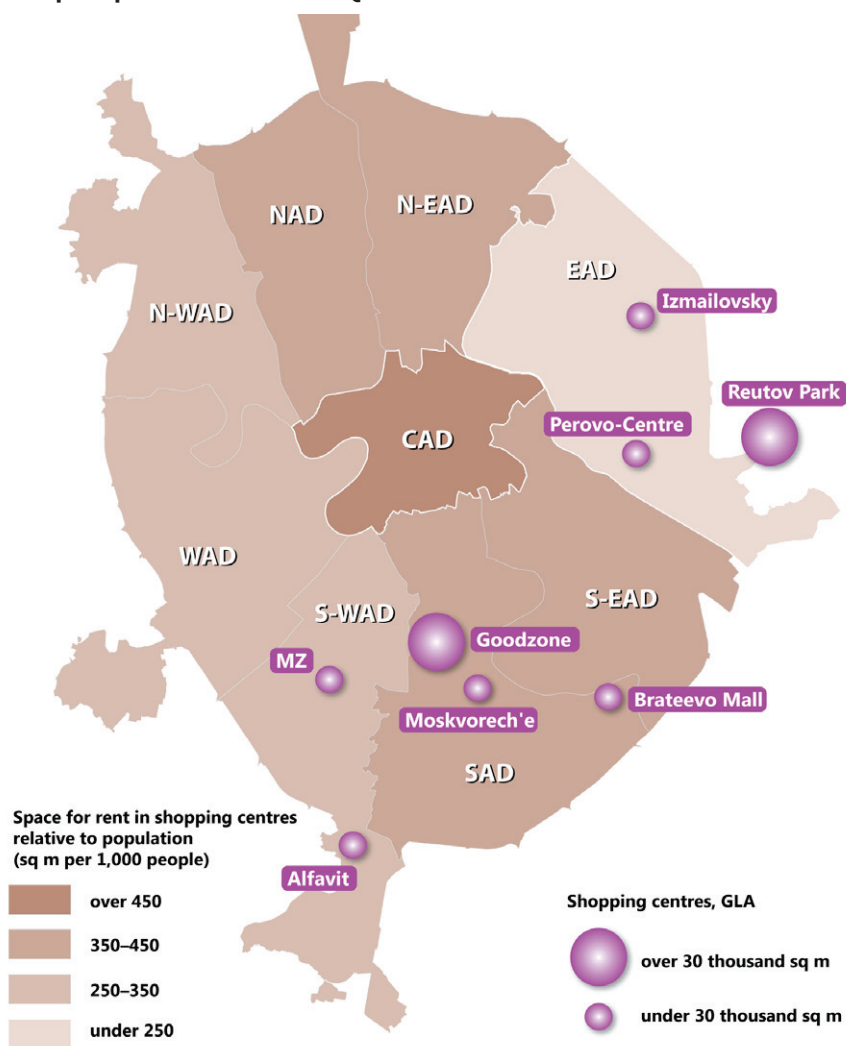 NAD
N-EAD
EAD
N-WAD
Izmailovsky
Reutov Park
CAD
Perovo-Centre
WAD
S-WAD
S-EAD
Goodzone
MZ
Moskvorech'e
Brateevo Mall
SAD
Alfavit
Space for rent in shopping centres
relative to population
(sq m per 1,000 people)
over 450
350–450
250–350
under 250
Shopping centres, GLA
over 30 thousand sq m
under 30 thousand sq m